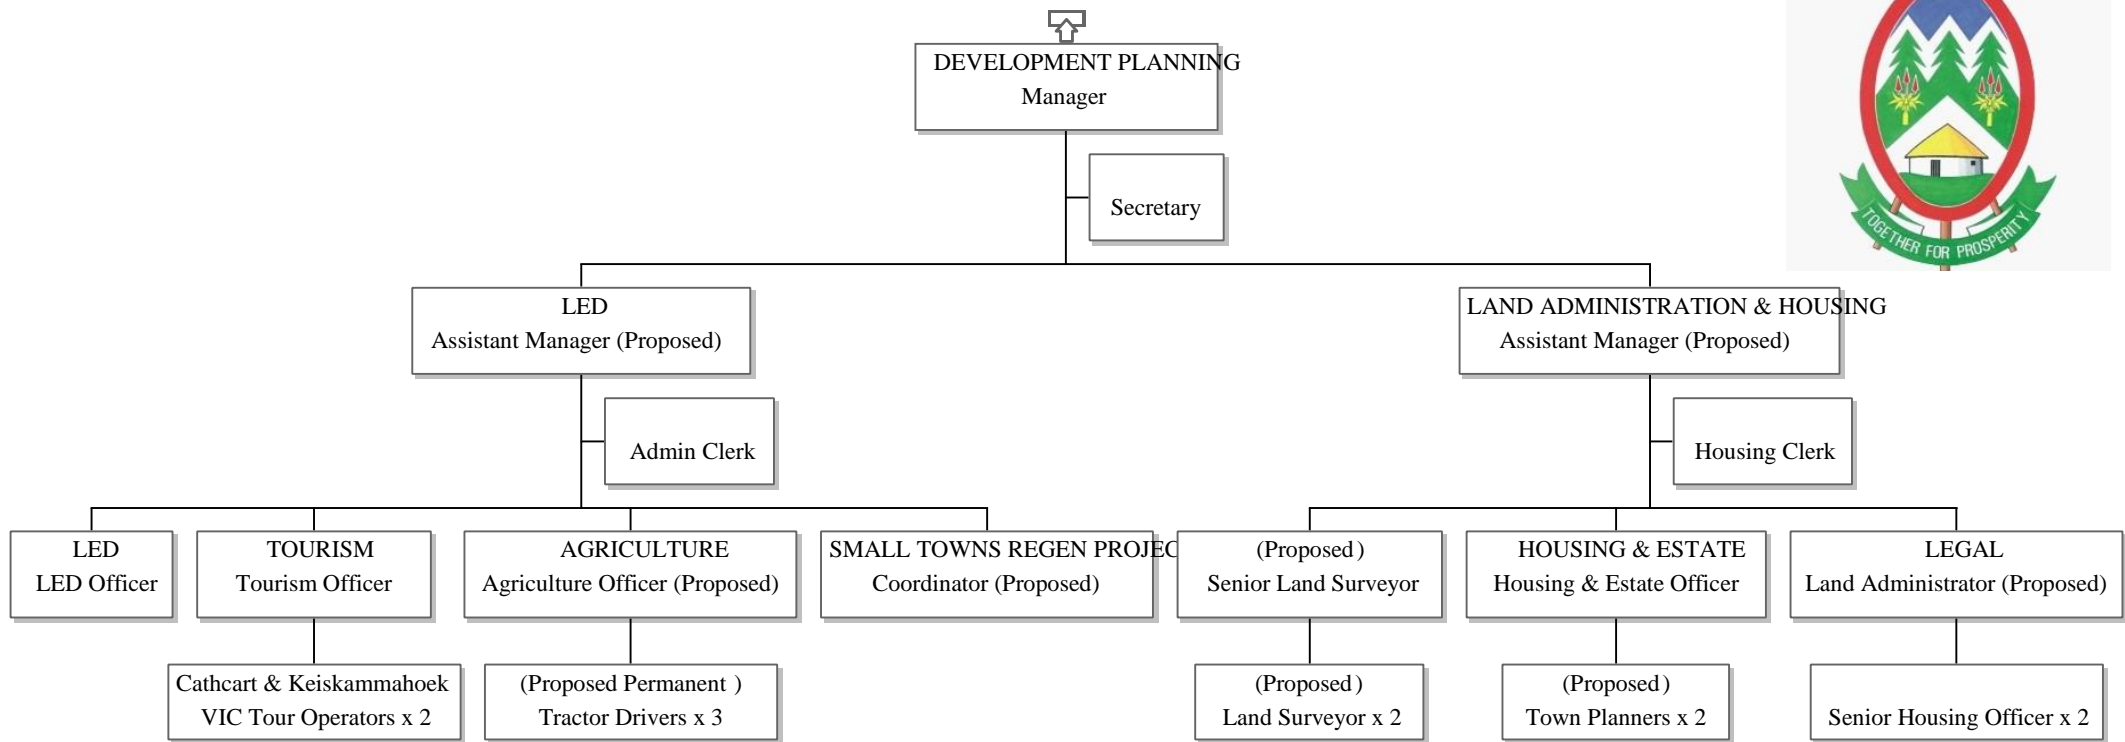 DEVELOPMENT PLANNING
Manager
TOGETHER FOR PROSPERITY
Secretary
LED
Assistant Manager (Proposed)
LAND ADMINISTRATION & HOUSING
Assistant Manager (Proposed)
Admin Clerk
Housing Clerk
LED
LED Officer
TOURISM
Tourism Officer
AGRICULTURE
Agriculture Officer (Proposed)
SMALL TOWNS REGEN PROJEC
Coordinator (Proposed)
(Proposed)
Senior Land Surveyor
HOUSING & ESTATE
Housing & Estate Officer
LEGAL
Land Administrator (Proposed)
Cathcart & Keiskammahoek
VIC Tour Operators x 2
(Proposed Permanent )
Tractor Drivers x 3
(Proposed)
Land Surveyor x 2
(Proposed)
Town Planners x 2
Senior Housing Officer x 2